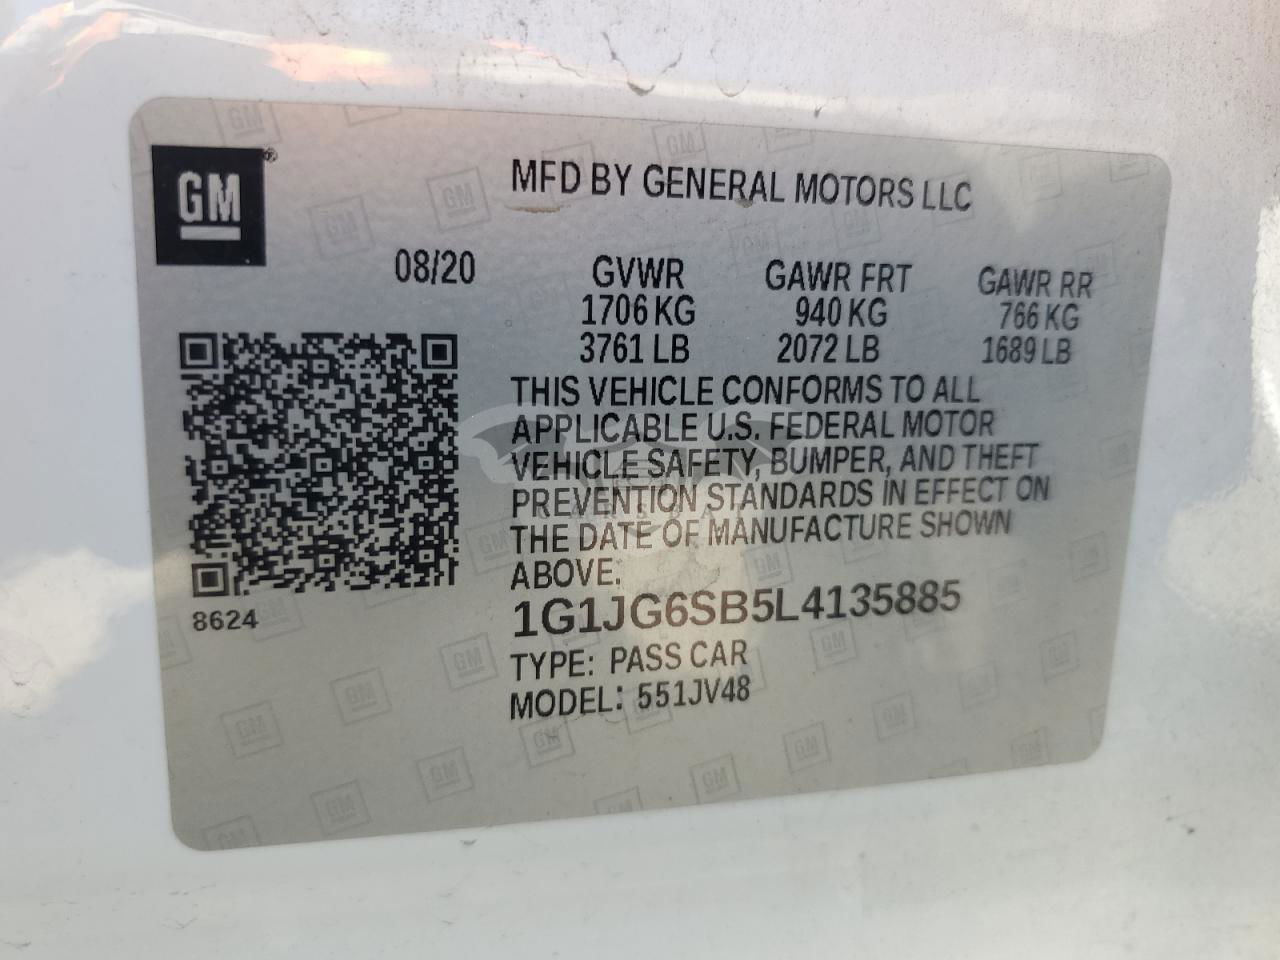 GM®
MFD BY GENERAL MOTORS LLC
08/20
GVWR
1706 KG
3761 LB
GAWR FRT
940 KG
2072 LB
GAWR RR
766 KG
1689 LB
THIS VEHICLE CONFORMS TO ALL
APPLICABLE U.S. FEDERAL MOTOR
VEHICLE SAFETY, BUMPER, AND THEFT
PREVENTION STANDARDS IN EFFECT ON
THE DATE OF MANUFACTURE SHOWN
ABOVE.
8624
1G1JG6SB5L4135885
TYPE: PASS CAR
MODEL: 551JV48